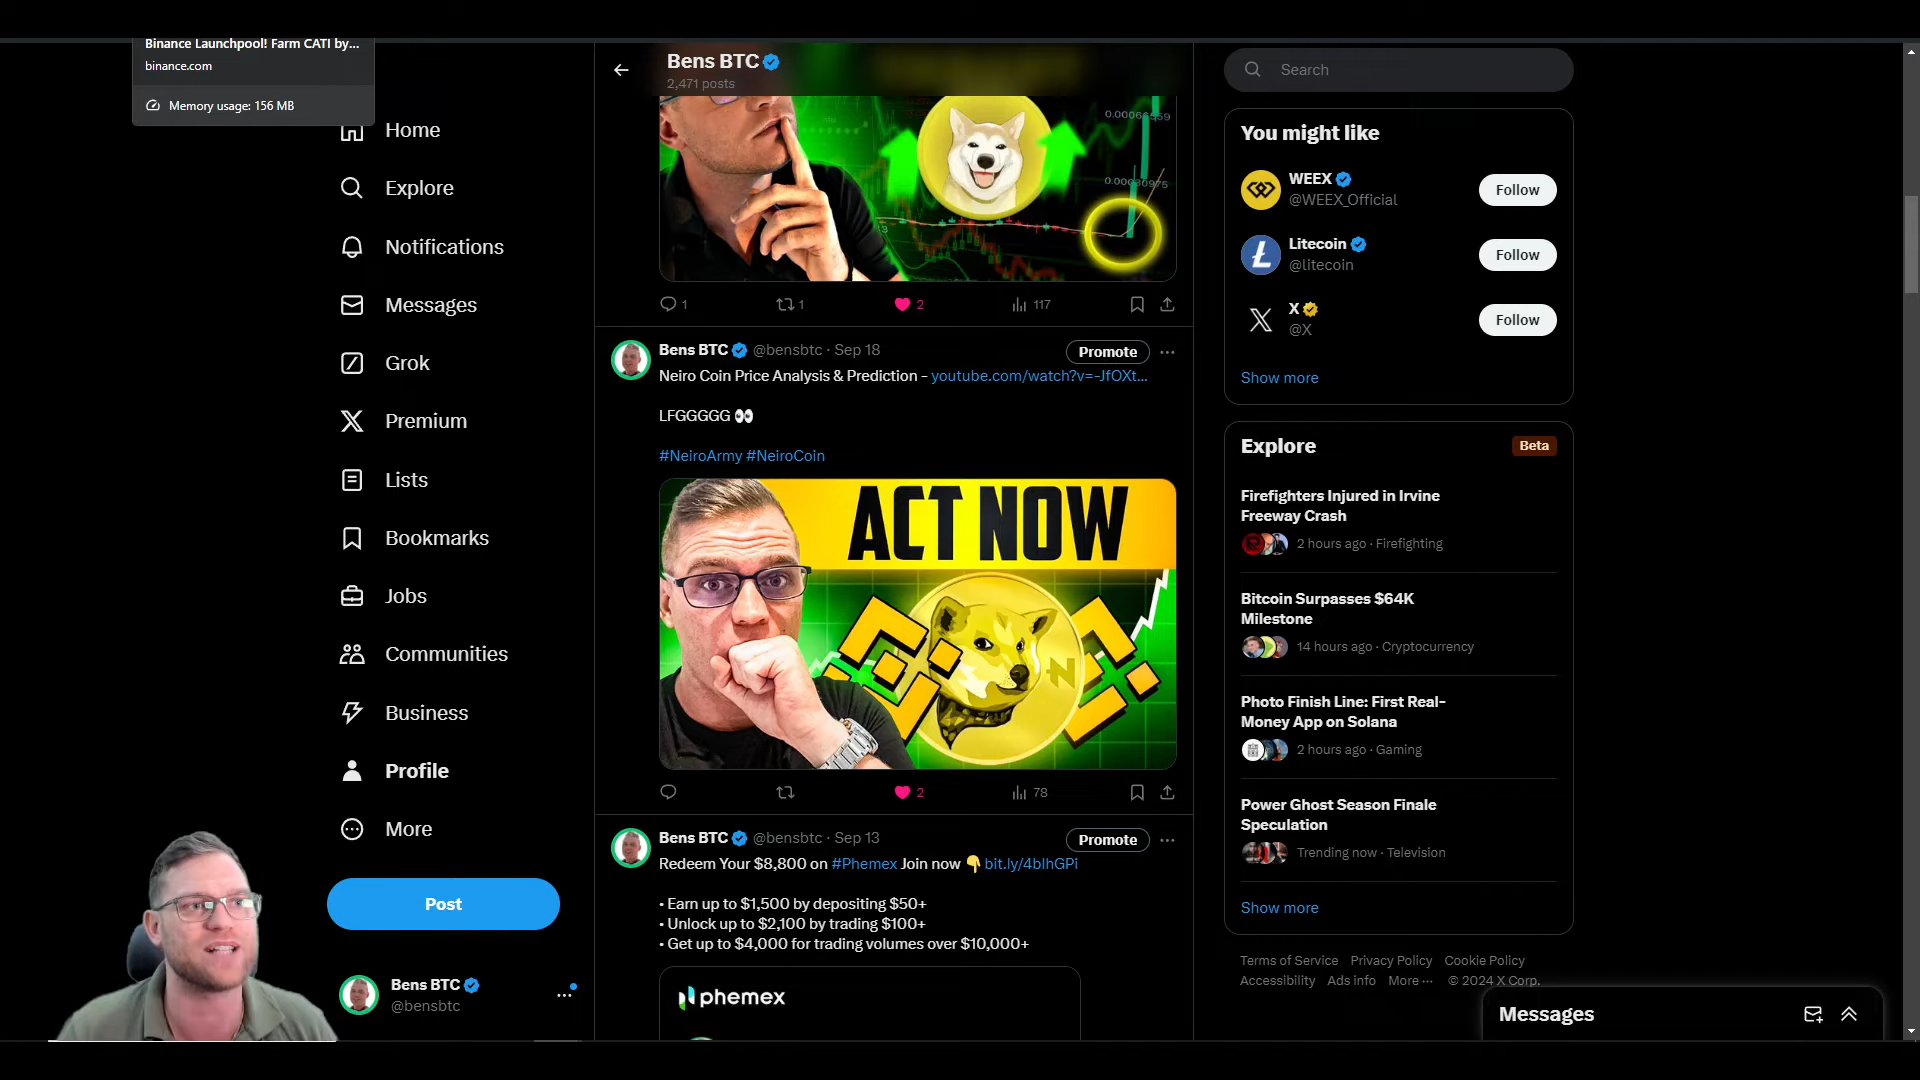 Binance Launchpool! Farm CATI by...
binance.com
Memory usage: 156 MB
Home
Explore
Notifications
Messages
Grok
Premium
Lists
Bookmarks
Jobs
Communities
Business
Profile
More
Post
Bens BTC
@bensbtc
Bens BTC
2,471 posts
0.00066559
0.00030975
1
1
2
117
Bens BTC @bensbtc · Sep 18
Promote
Neiro Coin Price Analysis & Prediction - youtube.com/watch?v=-JfOXt...
LFGGGGG 👀
#NeiroArmy #NeiroCoin
ACT NOW
N
2
78
Bens BTC @bensbtc · Sep 13
Promote
Redeem Your $8,800 on #Phemex Join now 👇 bit.ly/4blhGPi
• Earn up to $1,500 by depositing $50+
• Unlock up to $2,100 by trading $100+
• Get up to $4,000 for trading volumes over $10,000+
phemex
Search
You might like
WEEX
@WEEX_Official
Follow
Litecoin
@litecoin
Follow
X
@X
Follow
Show more
Explore
Beta
Firefighters Injured in Irvine
Freeway Crash
2 hours ago · Firefighting
Bitcoin Surpasses $64K
Milestone
14 hours ago · Cryptocurrency
Photo Finish Line: First Real-
Money App on Solana
2 hours ago · Gaming
Power Ghost Season Finale
Speculation
Trending now · Television
Show more
Terms of Service Privacy Policy Cookie Policy
Accessibility Ads info More ··· © 2024 X Corp.
Messages